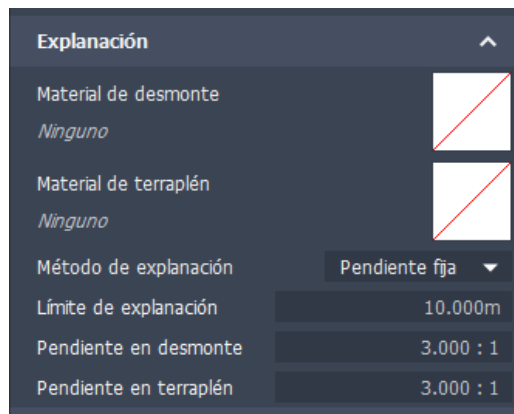 Explanación
Material de desmonte
Ninguno
Material de terraplén
Ninguno
Método de explanación Pendiente fija
Límite de explanación 10.000m
Pendiente en desmonte 3.000 : 1
Pendiente en terraplén 3.000 : 1